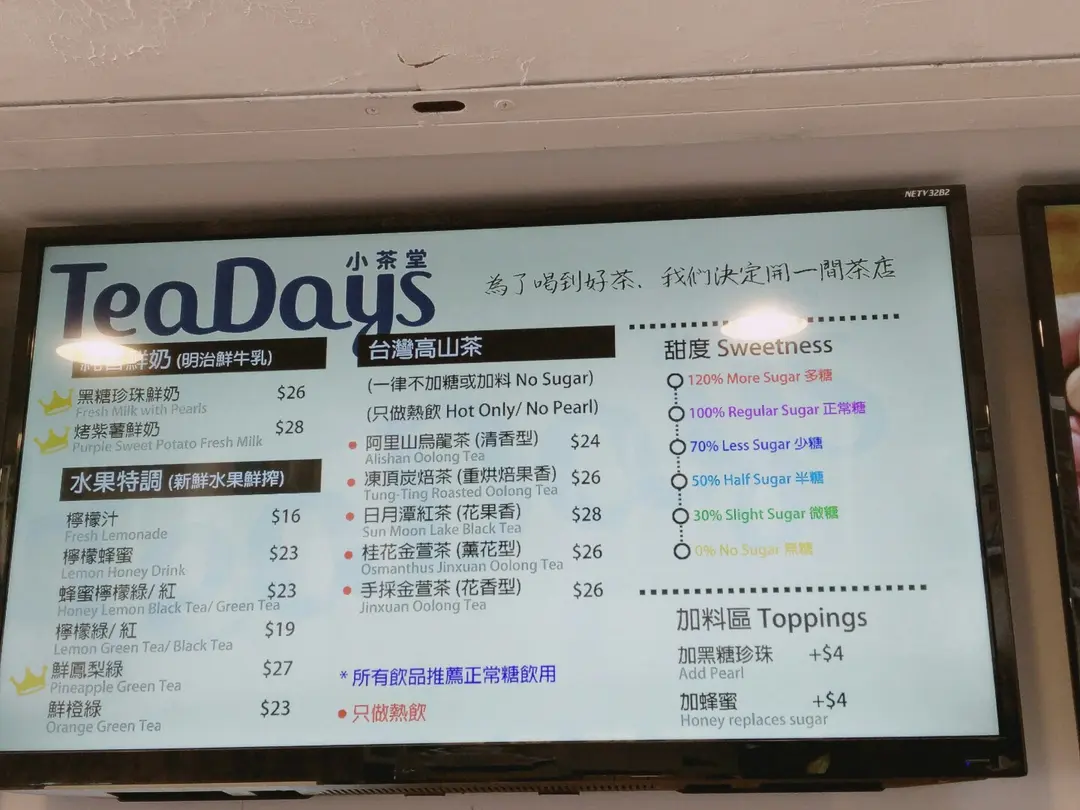 NETV32B2
小茶堂
TeaDays
為了喝到好�、我們決定開一間茶店
鮮奶 (明治鮮牛乳)
黑糖珍珠鮮奶 $26
Fresh Milk with Pearls
烤紫薯鮮奶 $28
Purple Sweet Potato Fresh Milk
水果特調 (新鮮水果鮮搾)
檸檬汁 $16
Fresh Lemonade
檸檬蜂蜜 $23
Lemon Honey Drink
蜂蜜檸檬綠/ 紅 $23
Honey Lemon Black Tea/ Green Tea
檸檬綠/ 紅 $19
Lemon Green Tea/ Black Tea
鮮鳳梨綠 $27
Pineapple Green Tea
鮮橙綠 $23
Orange Green Tea
台灣高山茶
(一律不加糖或加料 No Sugar)
(只做熱飲 Hot Only/ No Pearl)
阿里山烏龍茶 (清香型) $24
Alishan Oolong Tea
凍頂炭焙茶 (重烘焙果香) $26
Tung-Ting Roasted Oolong Tea
日月潭紅茶 (花果香) $28
Sun Moon Lake Black Tea
桂花金萱茶 (薰花型) $26
Osmanthus Jinxuan Oolong Tea
手採金萱茶 (花香型) $26
Jinxuan Oolong Tea
* 所有飲品推薦正常糖飲用
• 只做熱飲
甜度 Sweetness
120% More Sugar 多糖
100% Regular Sugar 正常糖
70% Less Sugar 少糖
50% Half Sugar 半糖
30% Slight Sugar 微糖
0% No Sugar 無糖
加料區 Toppings
加黑糖珍珠 +$4
Add Pearl
加蜂蜜 +$4
Honey replaces sugar